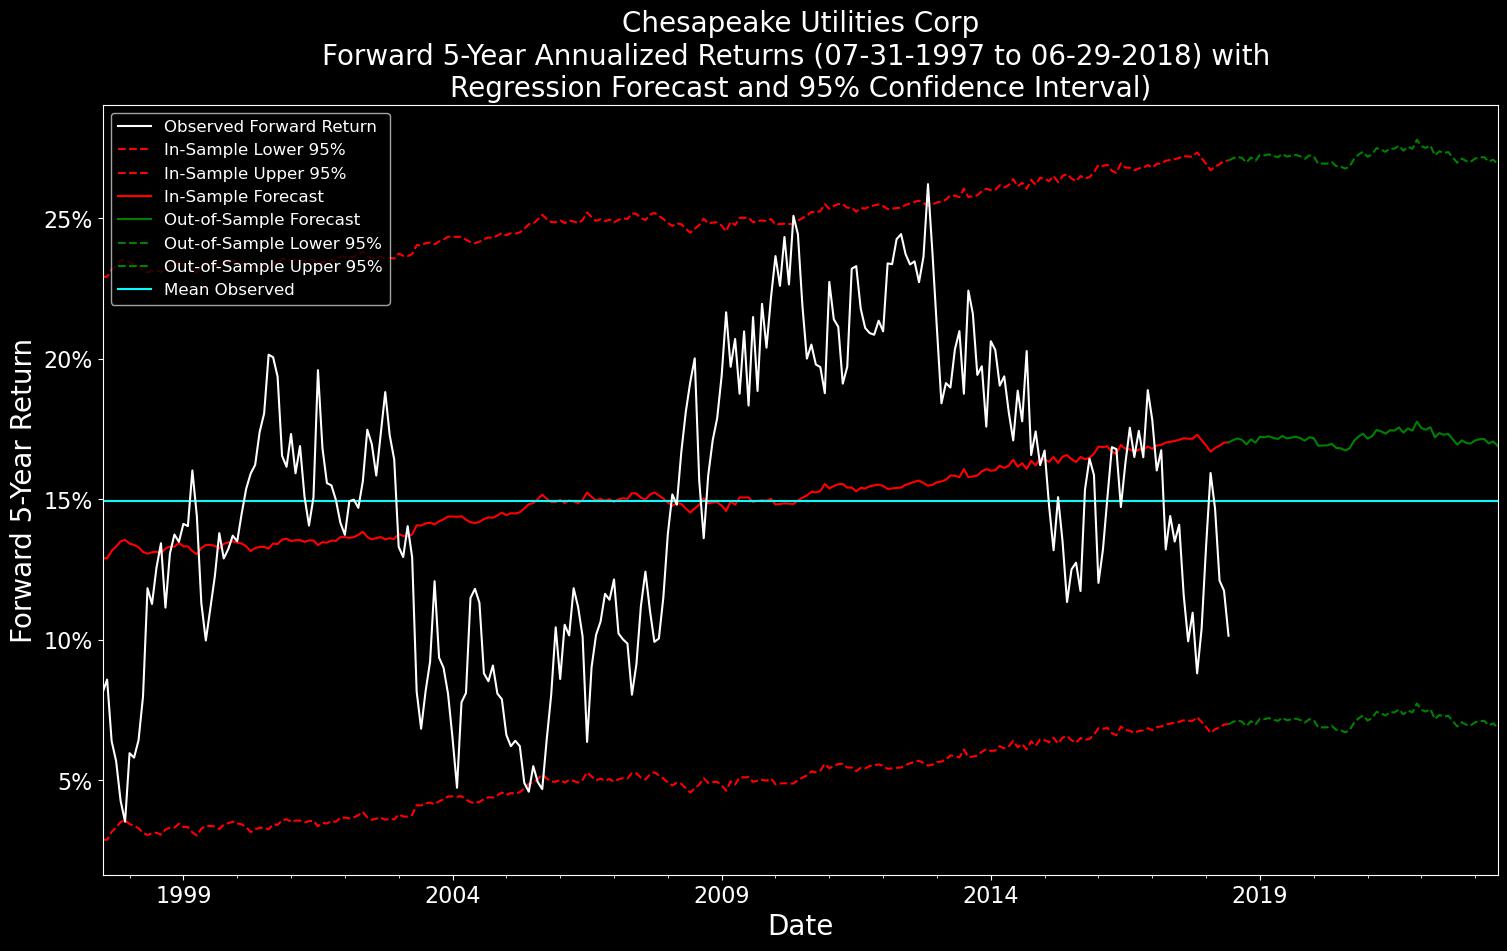 Chesapeake Utilities Corp
Forward 5-Year Annualized Returns (07-31-1997 to 06-29-2018) with
Regression Forecast and 95% Confidence Interval)
Observed Forward Return
In-Sample Lower 95%
In-Sample Upper 95%
In-Sample Forecast
Out-of-Sample Forecast
Out-of-Sample Lower 95%
Out-of-Sample Upper 95%
Mean Observed
Forward 5-Year Return
25%
20%
15%
10%
5%
1999 2004 2009 2014 2019
Date